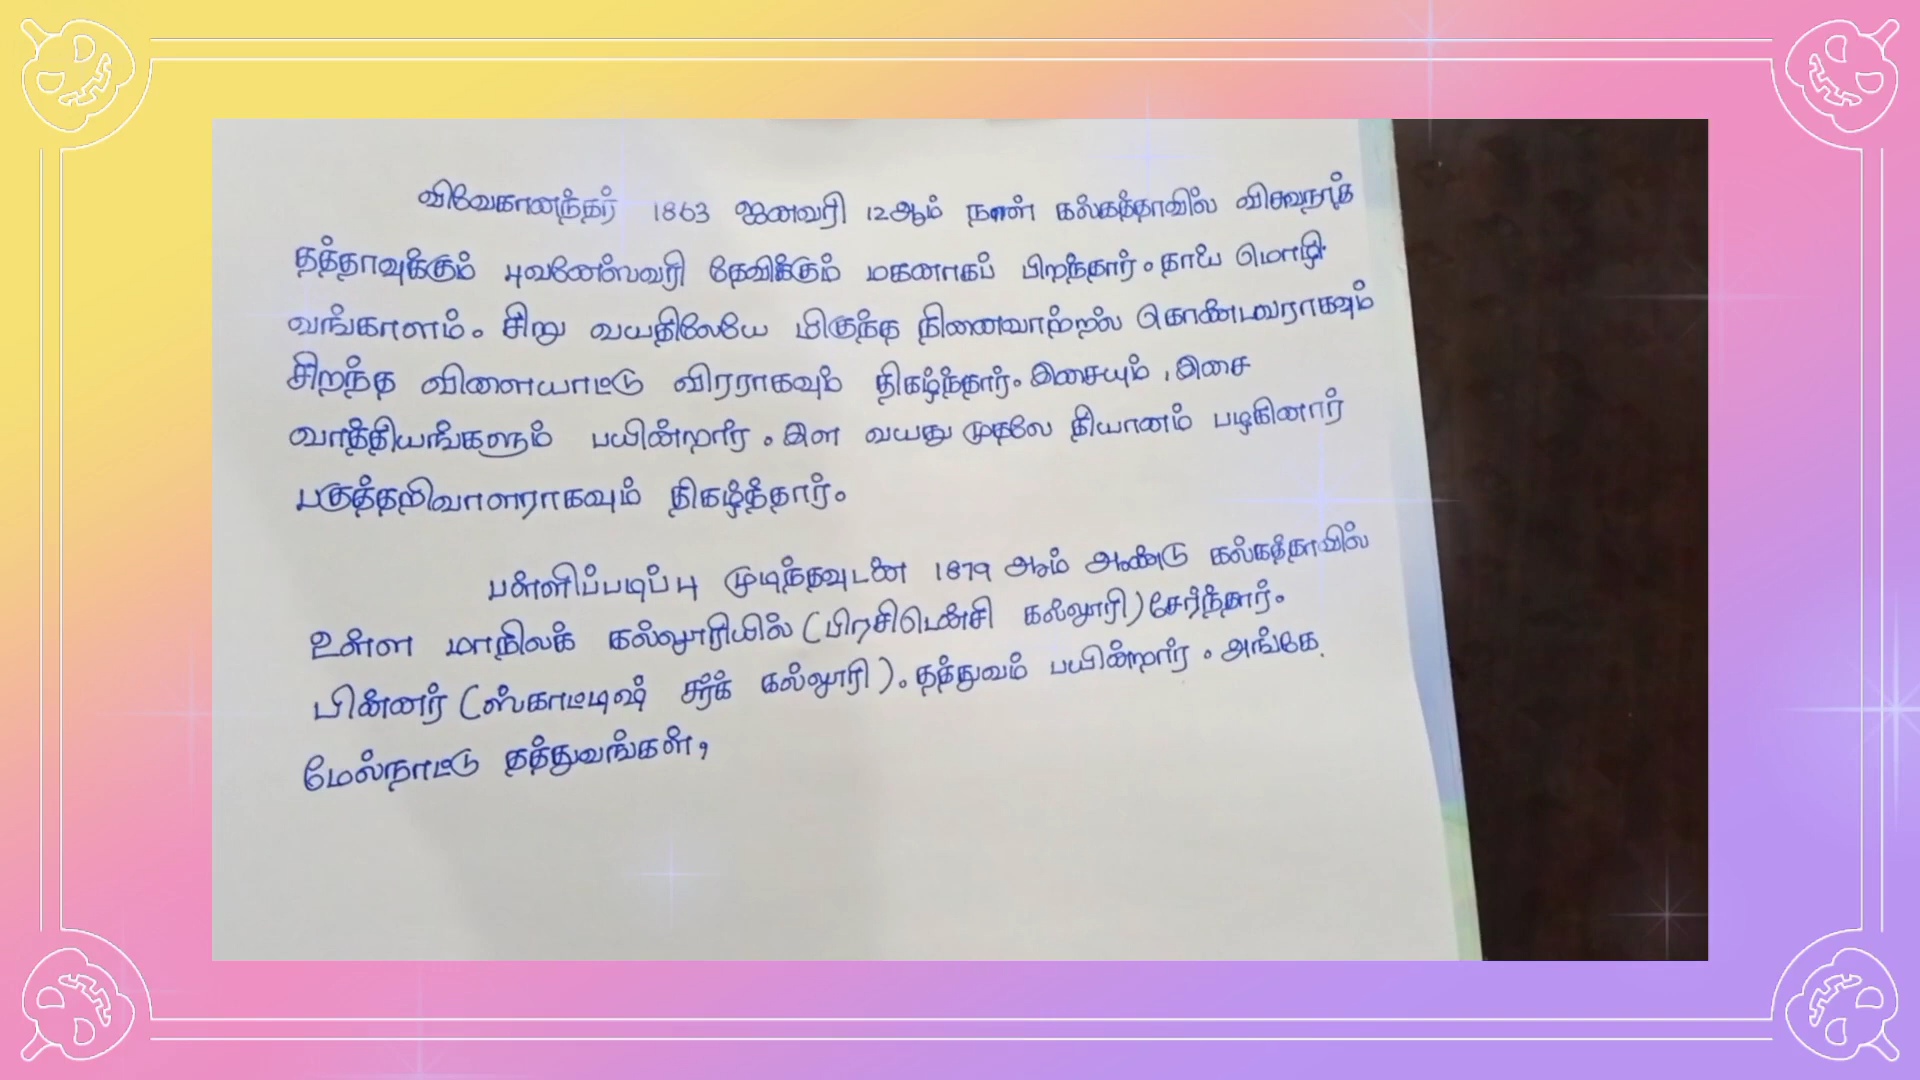 விவேகானந்தர் 1863 ஜனவரி 12ஆம் நாள் கல்கத்தாவில் விசுவநாத
தத்தாவுக்கும் புவனேஸ்வரி தேவிக்கும் மகனாகப் பிறந்தார். தாய் மொழி
வங்காளம். சிறு வயதிலேயே மிகுந்த நினைவாற்றல் கொண்டவராகவும்
சிறந்த விளையாட்டு விரராகவும் திகழ்ந்தார். இசையும், இசை
வாத்தியங்களும் பயின்றார். இள வயது முதலே தியானம் படிகினார்
பகுத்தறிவாளராகவும் திகழ்ந்தார்.
பள்ளிப்படிப்பு முடிந்தவுடன் 1879 ஆம் ஆண்டு கல்கத்தாவில்
உள்ள மாநிலக் கல்லூரியில் (பிரசிடென்சி கல்லூரி) சேர்ந்தார்.
பின்னர் (ஸ்காட்டிஷ் சர்க் கல்லூரி). தத்துவம் பயின்றார். அங்கே.
மேல்நாட்டு தத்துவங்கள்,